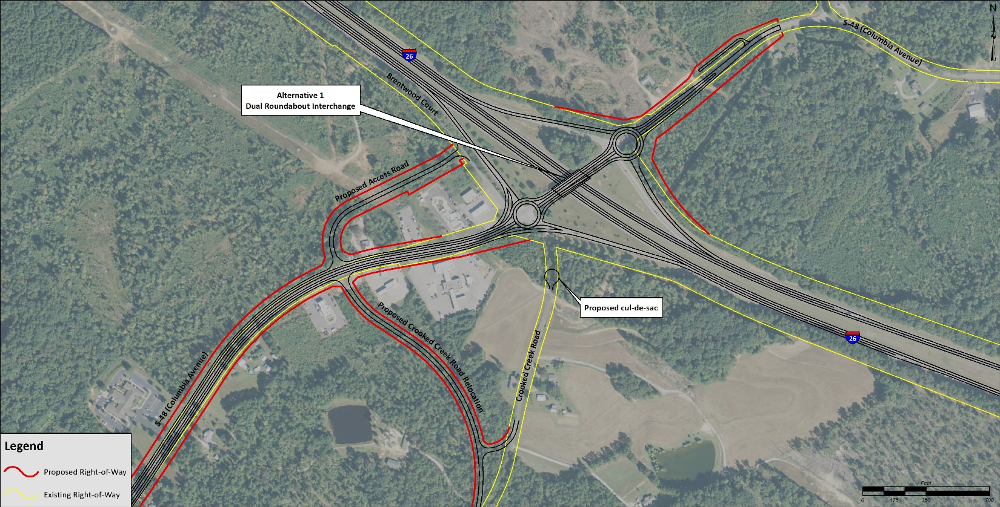 N
S-48 (Columbia Avenue)
26
Brentwood Court
Alternative 1
Dual Roundabout Interchange
Proposed Access Road
Proposed cul-de-sac
Proposed Crooked Creek Road Relocation
Crooked Creek Road
26
S-48 (Columbia Avenue)
Legend
Proposed Right-of-Way
Existing Right-of-Way
Feet
0 175 350 700